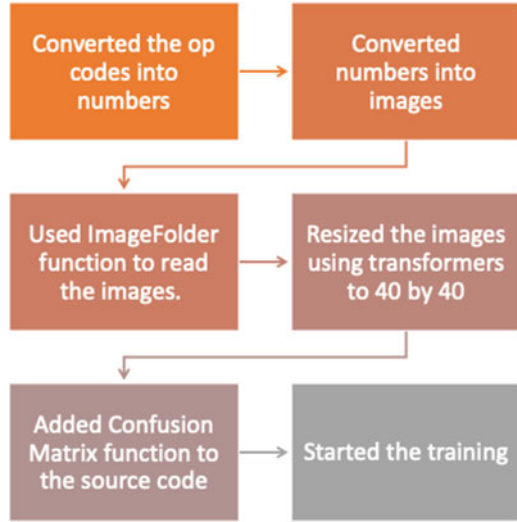 Converted the op
codes into
numbers
Converted
numbers into
images
Used ImageFolder
function to read
the images.
Resized the images
using transformers
to 40 by 40
Added Confusion
Matrix function to
the source code
Started the training